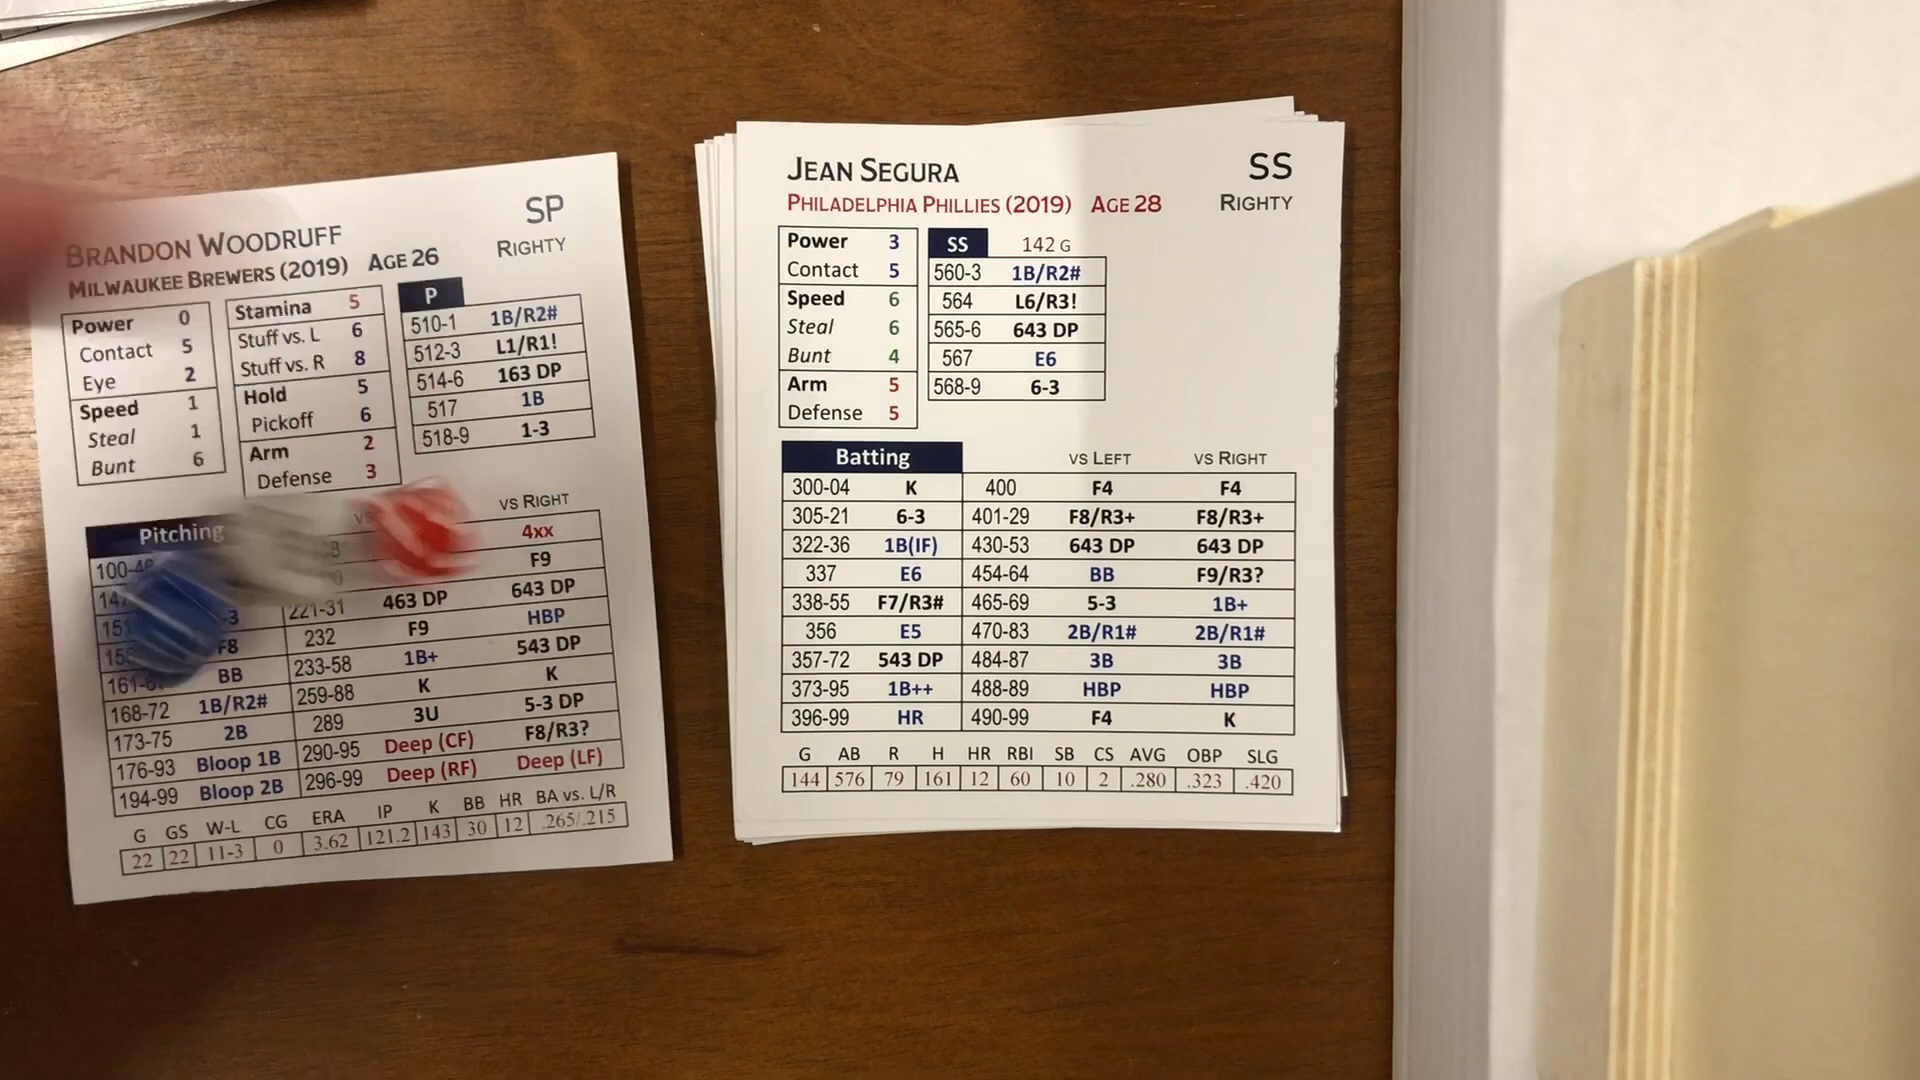 BRANDON WOODRUFF SP
MILWAUKEE BREWERS (2019) AGE 26 RIGHTY
Power 0
Contact 5
Eye 2
Speed 1
Steal 1
Bunt 6
Stamina 5
Stuff vs. L 6
Stuff vs. R 8
Hold 5
Pickoff 6
Arm 2
Defense 3
P
510-1 1B/R2#
512-3 L1/R1!
514-6 163 DP
517 1B
518-9 1-3
Pitching VS RIGHT
4xx
F9
221-31 463 DP 643 DP
F8 232 F9 HBP
BB 233-58 1B+ 543 DP
168-72 1B/R2# 259-88 K K
173-75 2B 289 3U 5-3 DP
176-93 Bloop 1B 290-95 Deep (CF) F8/R3?
194-99 Bloop 2B 296-99 Deep (RF) Deep (LF)
G GS W-L CG ERA IP K BB HR BA vs. L/R
22 22 11-3 0 3.62 121.2 143 30 12 .265/.215
JEAN SEGURA SS
PHILADELPHIA PHILLIES (2019) AGE 28 RIGHTY
Power 3
Contact 5
Speed 6
Steal 6
Bunt 4
Arm 5
Defense 5
SS 142 G
560-3 1B/R2#
564 L6/R3!
565-6 643 DP
567 E6
568-9 6-3
Batting VS LEFT VS RIGHT
300-04 K 400 F4 F4
305-21 6-3 401-29 F8/R3+ F8/R3+
322-36 1B(IF) 430-53 643 DP 643 DP
337 E6 454-64 BB F9/R3?
338-55 F7/R3# 465-69 5-3 1B+
356 E5 470-83 2B/R1# 2B/R1#
357-72 543 DP 484-87 3B 3B
373-95 1B++ 488-89 HBP HBP
396-99 HR 490-99 F4 K
G AB R H HR RBI SB CS AVG OBP SLG
144 576 79 161 12 60 10 2 .280 .323 .420